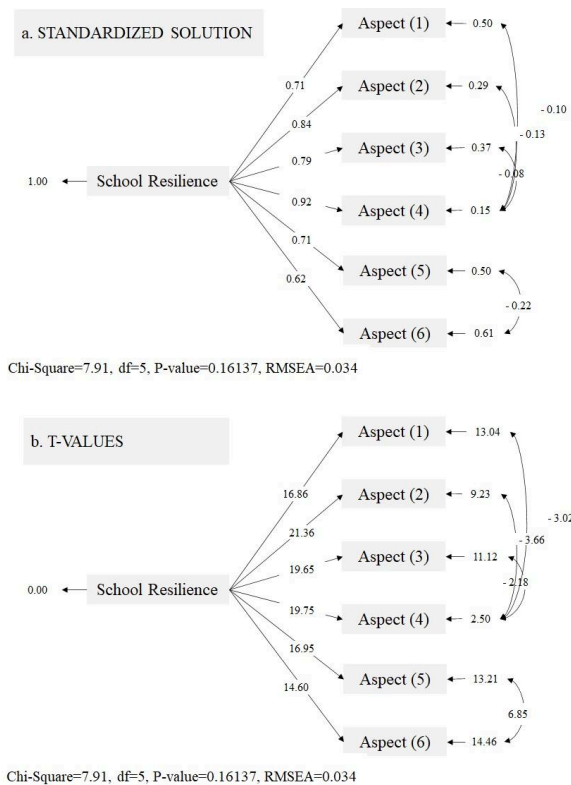 a. STANDARDIZED SOLUTION
Aspect (1)
0.50
0.71
- 0.10
Aspect (2)
0.29
0.84
- 0.13
Aspect (3)
0.37
0.79
- 0.08
1.00
School Resilience
0.92
Aspect (4)
0.15
0.71
Aspect (5)
0.50
0.62
- 0.22
Aspect (6)
0.61
Chi-Square=7.91, df=5, P-value=0.16137, RMSEA=0.034
b. T-VALUES
Aspect (1)
13.04
16.86
- 3.02
Aspect (2)
9.23
21.36
- 3.66
Aspect (3)
11.12
19.65
- 2.18
0.00
School Resilience
19.75
Aspect (4)
2.50
16.95
Aspect (5)
13.21
14.60
6.85
Aspect (6)
14.46
Chi-Square=7.91, df=5, P-value=0.16137, RMSEA=0.034